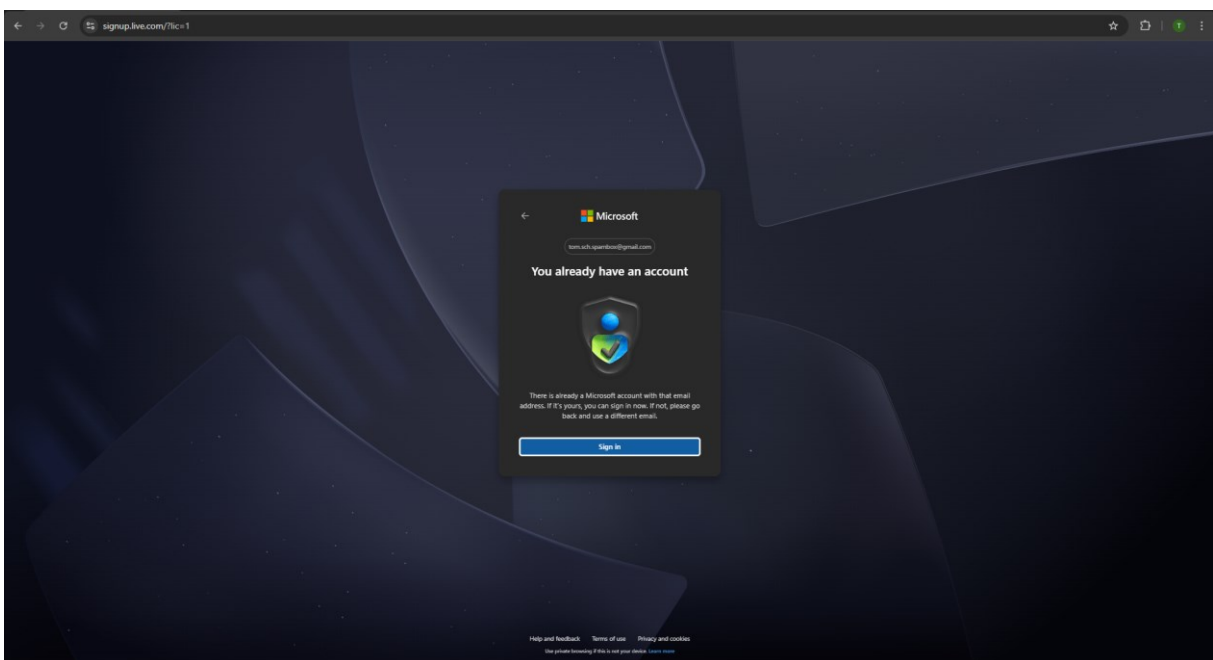 signup.live.com/?lic=1
T
Microsoft
tom.sch.spambox@gmail.com
You already have an account
There is already a Microsoft account with that email
address. If it's yours, you can sign in now. If not, please go
back and use a different email.
Sign in
Help and feedback Terms of use Privacy and cookies
Use private browsing if this is not your device. Learn more